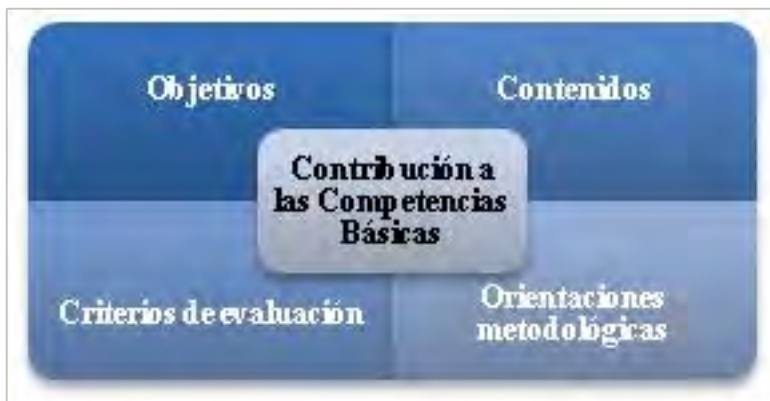 Objetivos
Contenidos
Contribución a
las Competencias
Básicas
Criterios de evaluación
Orientaciones
metodológicas